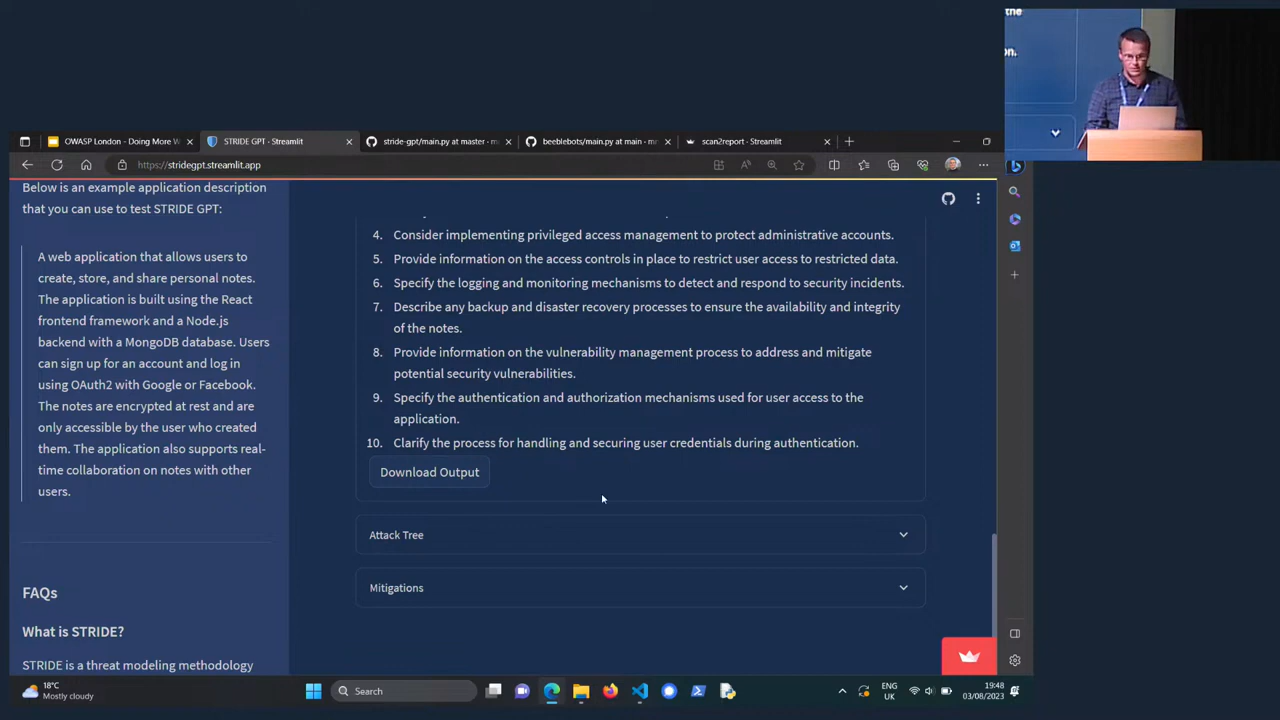 the
on.
OWASP London - Doing More W
STRIDE GPT - Streamlit
stride-gpt/main.py at master · m
beeblebots/main.py at main · mr
scan2report - Streamlit
https://stridegpt.streamlit.app
Below is an example application description
that you can use to test STRIDE GPT:
A web application that allows users to
create, store, and share personal notes.
The application is built using the React
frontend framework and a Node.js
backend with a MongoDB database. Users
can sign up for an account and log in
using OAuth2 with Google or Facebook.
The notes are encrypted at rest and are
only accessible by the user who created
them. The application also supports real-
time collaboration on notes with other
users.
FAQs
What is STRIDE?
STRIDE is a threat modeling methodology
4. Consider implementing privileged access management to protect administrative accounts.
5. Provide information on the access controls in place to restrict user access to restricted data.
6. Specify the logging and monitoring mechanisms to detect and respond to security incidents.
7. Describe any backup and disaster recovery processes to ensure the availability and integrity
of the notes.
8. Provide information on the vulnerability management process to address and mitigate
potential security vulnerabilities.
9. Specify the authentication and authorization mechanisms used for user access to the
application.
10. Clarify the process for handling and securing user credentials during authentication.
Download Output
Attack Tree
Mitigations
18°C
Mostly cloudy
Search
ENG
UK
19:48
03/08/2023